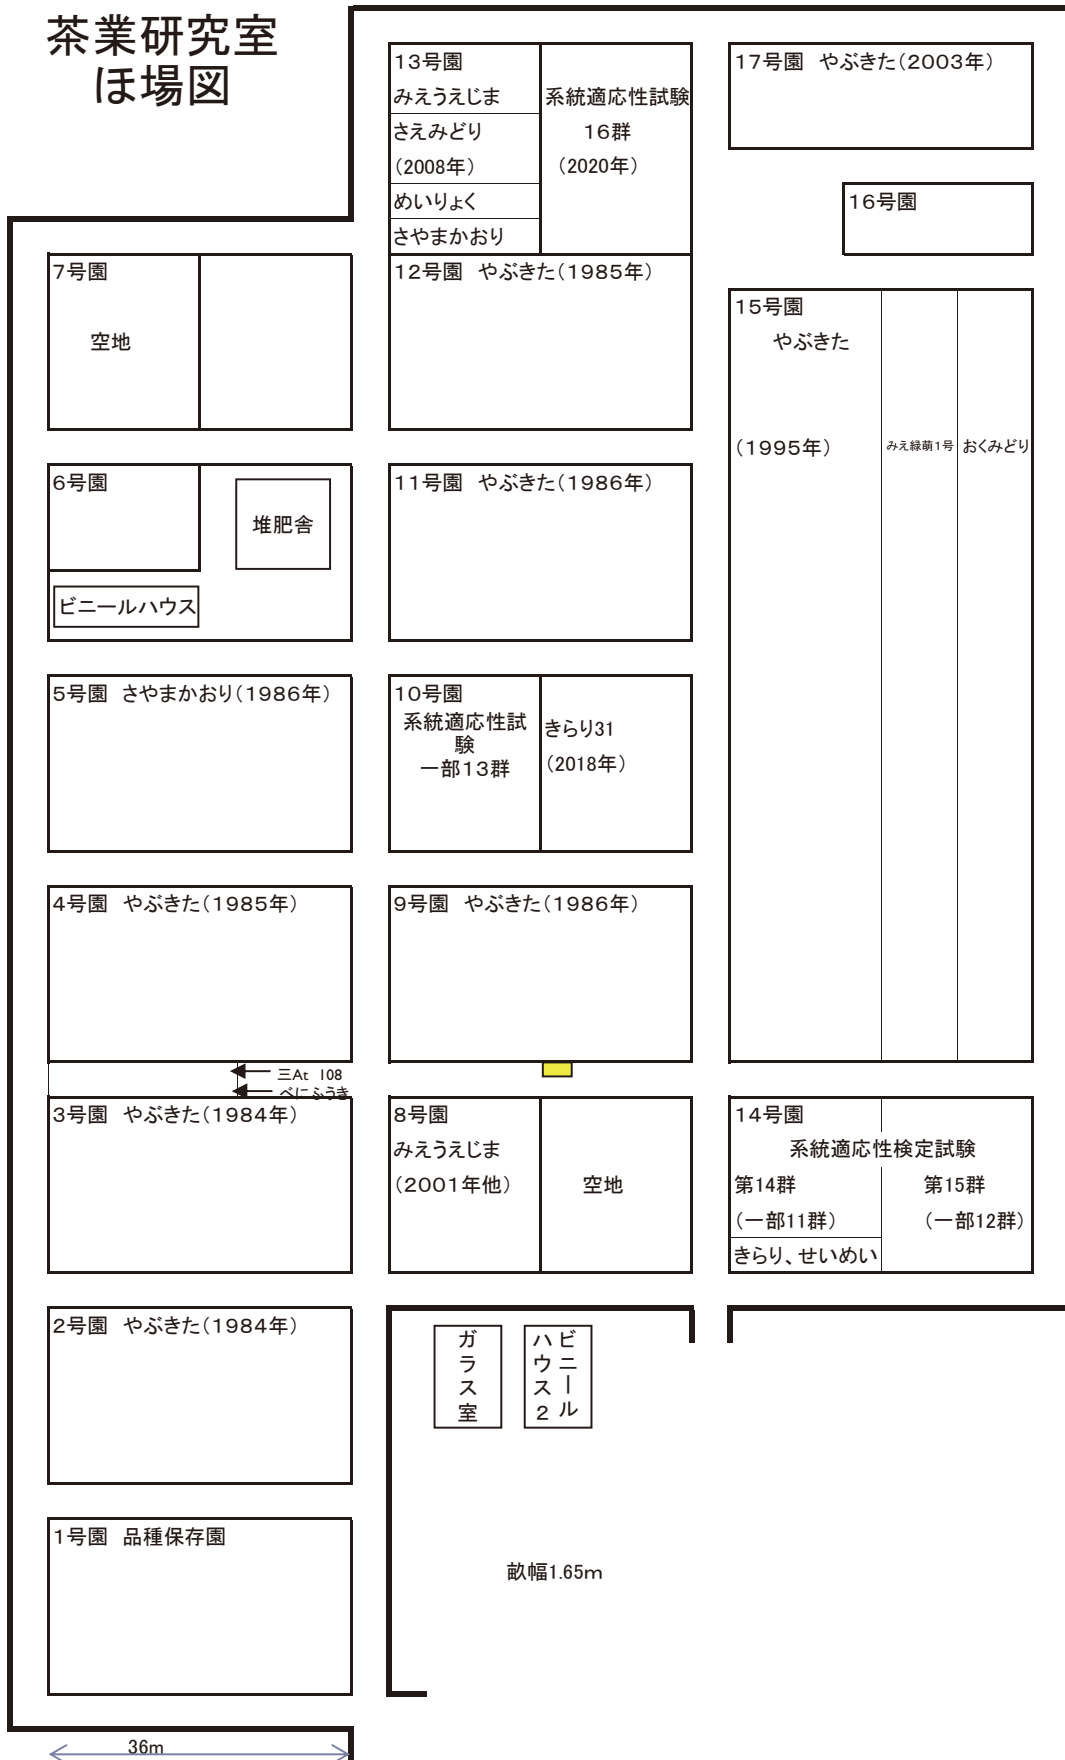 茶業研究室
ほ場図
13号園
みえうえじま
さえみどり
(2008年)
めいりょく
さやまかおり
系統適応性試験
16群
(2020年)
17号園 やぶきた(2003年)
16号園
7号園
空地
12号園 やぶきた(1985年)
15号園
やぶきた
(1995年)
みえ緑萌1号
おくみどり
6号園
堆肥舎
ビニールハウス
11号園 やぶきた(1986年)
5号園 さやまかおり(1986年)
10号園
系統適応性試
験
一部13群
きらり31
(2018年)
4号園 やぶきた(1985年)
9号園 やぶきた(1986年)
三At 108
べにふうき
3号園 やぶきた(1984年)
8号園
みえうえじま
(2001年他)
空地
14号園
系統適応性検定試験
第14群
(一部11群)
きらり、せいめい
第15群
(一部12群)
2号園 やぶきた(1984年)
ガラス室
ビニール
ハウス2
1号園 品種保存園
畝幅1.65m
36m